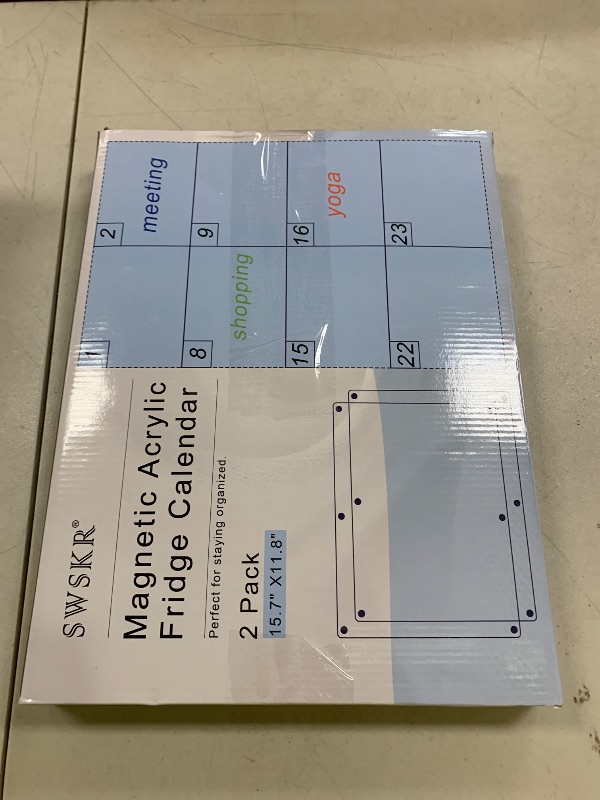 SWSKR®
Magnetic Acrylic
Fridge Calendar
Perfect for staying organized.
2 Pack
15.7" X11.8"
1
2
meeting
8
9
shopping
15
16
yoga
22
23